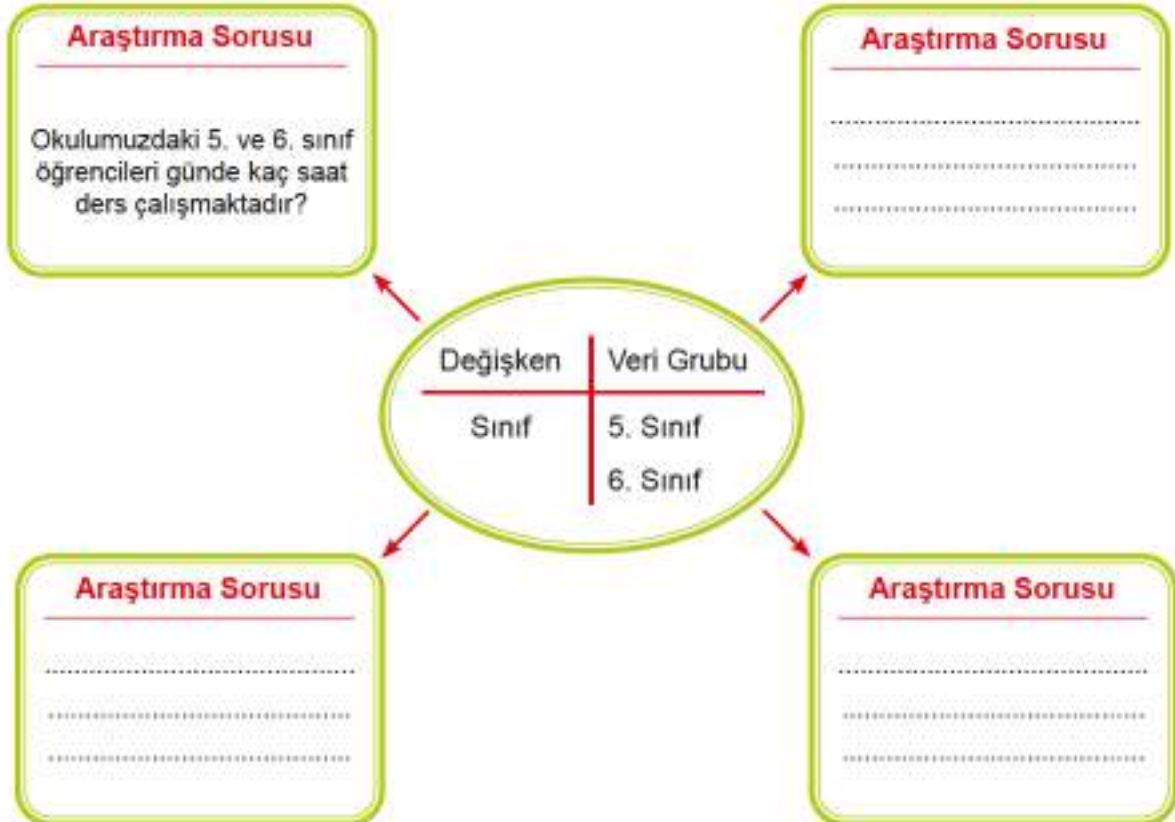 Araştırma Sorusu
Okulumuzdaki 5. ve 6. sınıf
öğrencileri günde kaç saat
ders çalışmaktadır?
Araştırma Sorusu
Değişken Veri Grubu
Sınıf 5. Sınıf
6. Sınıf
Araştırma Sorusu
Araştırma Sorusu